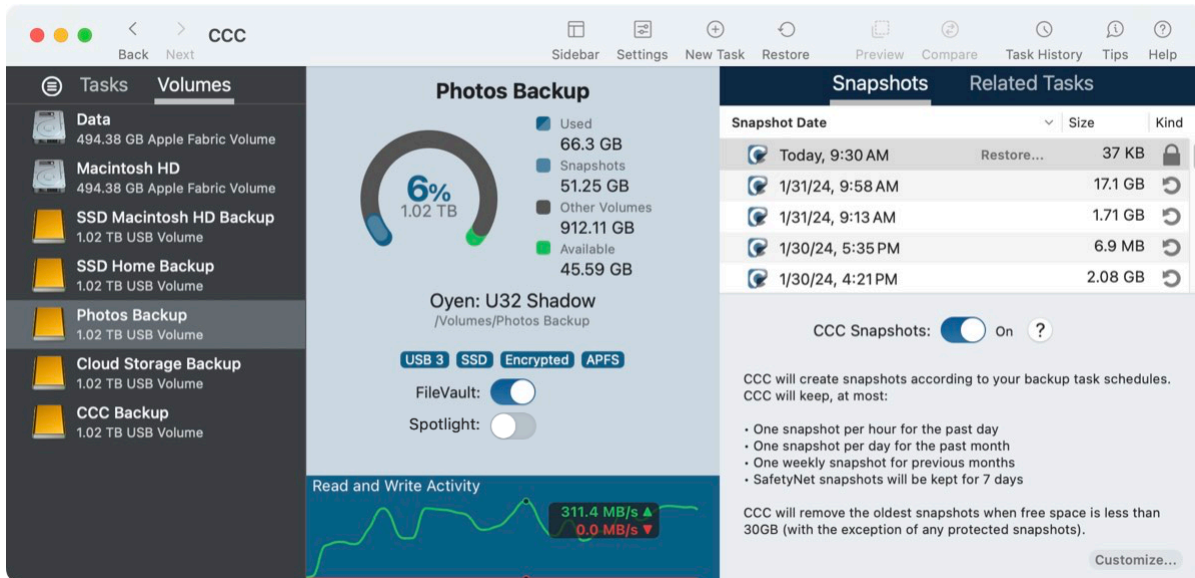 CCC
Back
Next
Sidebar
Settings
New Task
Restore
Preview
Compare
Task History
Tips
Help
Tasks
Volumes
Data
494.38 GB Apple Fabric Volume
Macintosh HD
494.38 GB Apple Fabric Volume
SSD Macintosh HD Backup
1.02 TB USB Volume
SSD Home Backup
1.02 TB USB Volume
Photos Backup
1.02 TB USB Volume
Cloud Storage Backup
1.02 TB USB Volume
CCC Backup
1.02 TB USB Volume
Photos Backup
6%
1.02 TB
Used
66.3 GB
Snapshots
51.25 GB
Other Volumes
912.11 GB
Available
45.59 GB
Oyen: U32 Shadow
/Volumes/Photos Backup
USB 3 SSD Encrypted APFS
FileVault:
Spotlight:
Read and Write Activity
311.4 MB/s ▲
0.0 MB/s ▼
Snapshots
Related Tasks
Snapshot Date Size Kind
Today, 9:30 AM Restore... 37 KB
1/31/24, 9:58 AM 17.1 GB
1/31/24, 9:13 AM 1.71 GB
1/30/24, 5:35 PM 6.9 MB
1/30/24, 4:21 PM 2.08 GB
CCC Snapshots: On ?
CCC will create snapshots according to your backup task schedules.
CCC will keep, at most:
• One snapshot per hour for the past day
• One snapshot per day for the past month
• One weekly snapshot for previous months
• SafetyNet snapshots will be kept for 7 days
CCC will remove the oldest snapshots when free space is less than
30GB (with the exception of any protected snapshots).
Customize...